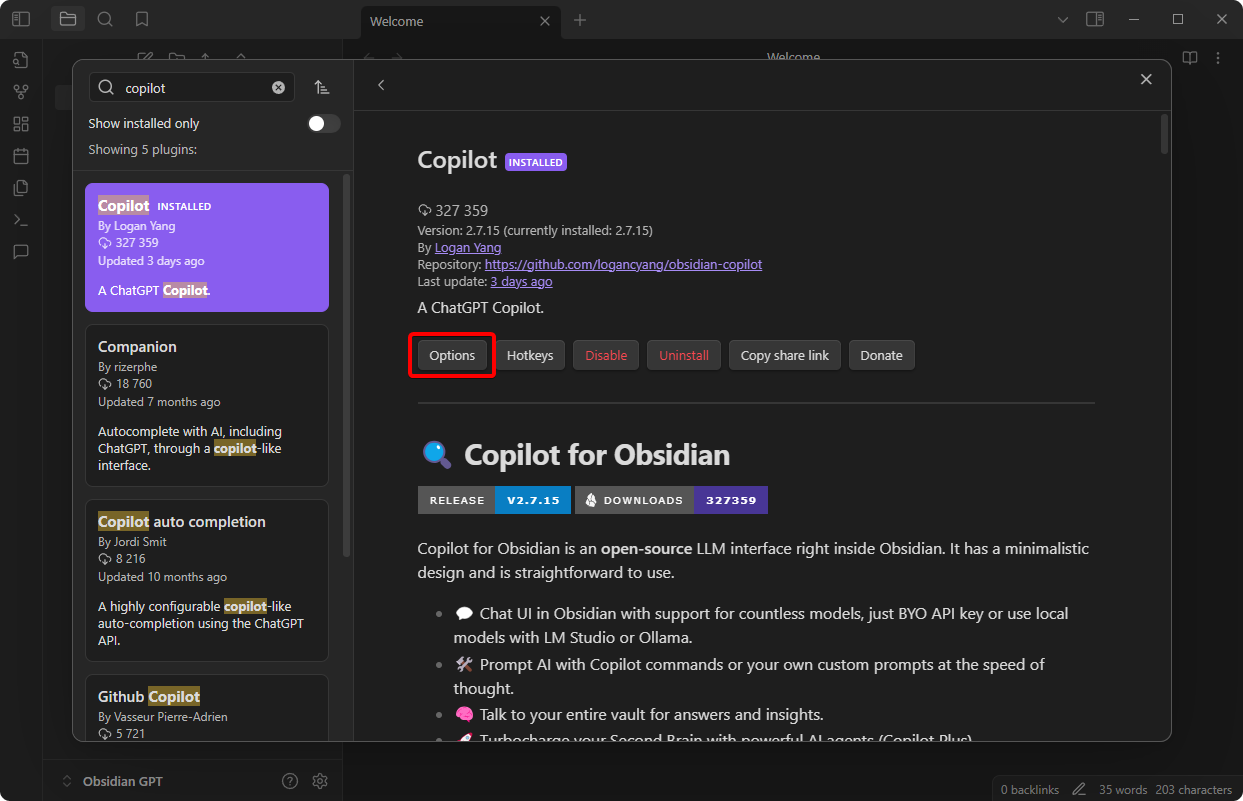 Welcome
Welcome
copilot
Show installed only
Showing 5 plugins:
Copilot INSTALLED
By Logan Yang
327 359
Updated 3 days ago
A ChatGPT Copilot.
Companion
By rizerphe
18 760
Updated 7 months ago
Autocomplete with AI, including
ChatGPT, through a copilot-like
interface.
Copilot auto completion
By Jordi Smit
8 216
Updated 10 months ago
A highly configurable copilot-like
auto-completion using the ChatGPT
API.
Github Copilot
By Vasseur Pierre-Adrien
5 721
Copilot INSTALLED
327 359
Version: 2.7.15 (currently installed: 2.7.15)
By Logan Yang
Repository: https://github.com/logancyang/obsidian-copilot
Last update: 3 days ago
A ChatGPT Copilot.
Options Hotkeys Disable Uninstall Copy share link Donate
Copilot for Obsidian
RELEASE V2.7.15 DOWNLOADS 327359
Copilot for Obsidian is an open-source LLM interface right inside Obsidian. It has a minimalistic
design and is straightforward to use.
Chat UI in Obsidian with support for countless models, just BYO API key or use local
models with LM Studio or Ollama.
Prompt AI with Copilot commands or your own custom prompts at the speed of
thought.
Talk to your entire vault for answers and insights.
Turbocharge your Second Brain with powerful AI agents (Copilot Plus)
Obsidian GPT
0 backlinks 35 words 203 characters